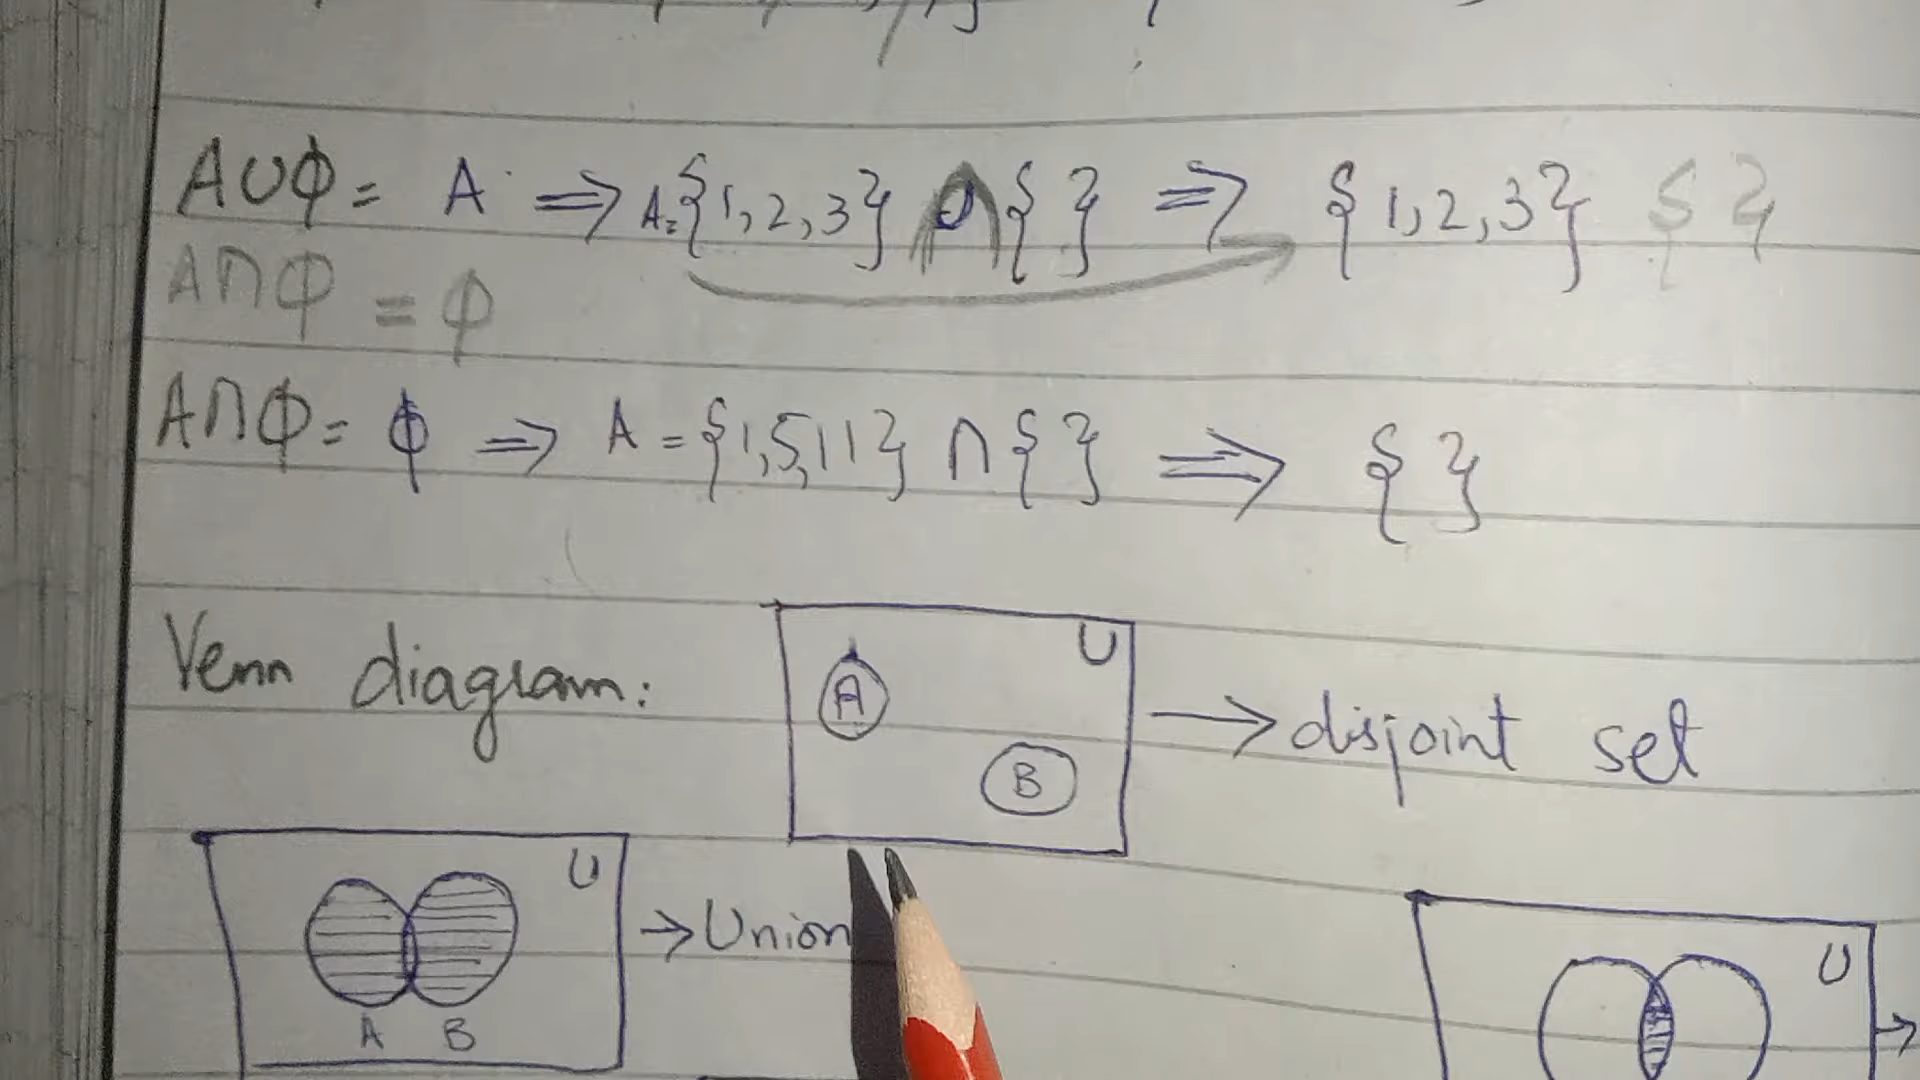 A∪ϕ = A ⇒ A={1,2,3} ∩ { } ⇒ {1,2,3} { }
A∩ϕ = ϕ
A∩ϕ = ϕ ⇒ A = {1,5,11} ∩ { } ⇒ { }
Venn diagram:
U
A
B
→ disjoint set
U
A B
→ Union
U
→